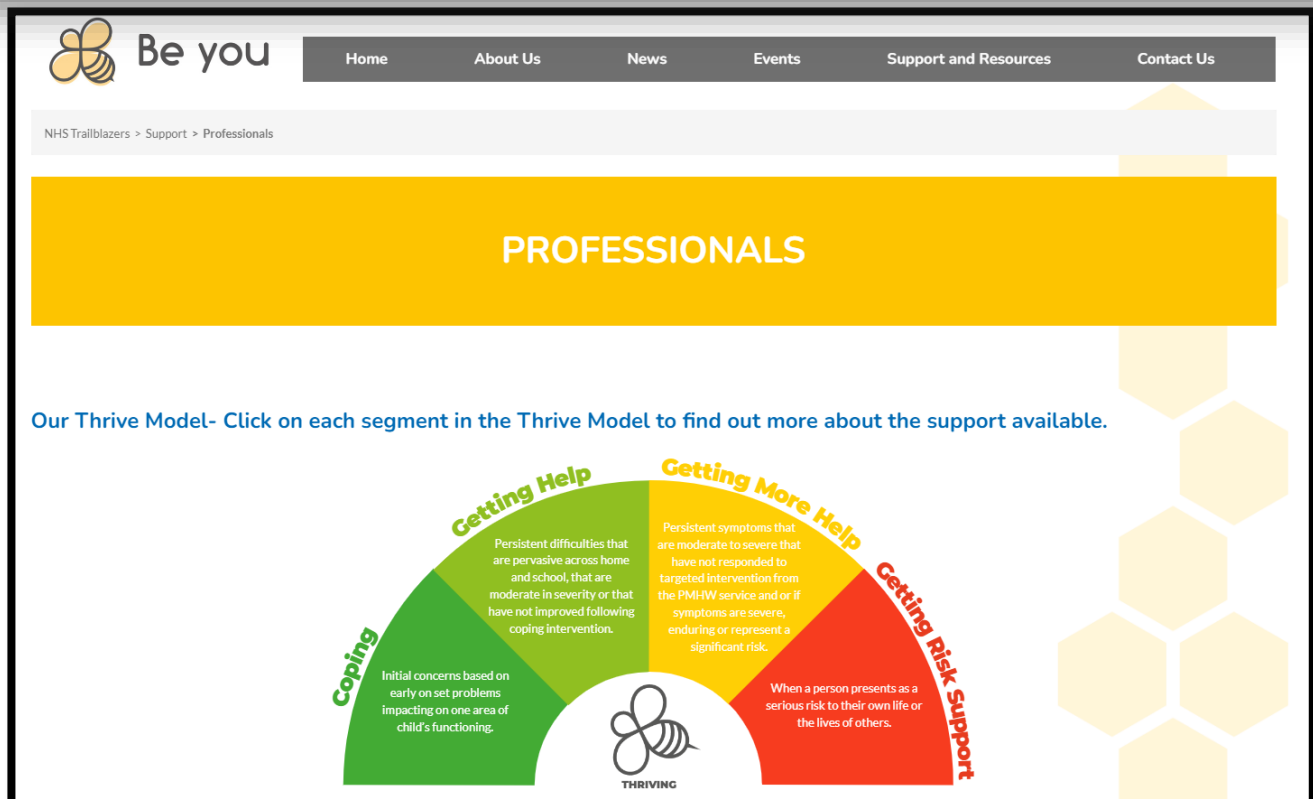 Be you
Home About Us News Events Support and Resources Contact Us
NHS Trailblazers > Support > Professionals
PROFESSIONALS
Our Thrive Model- Click on each segment in the Thrive Model to find out more about the support available.
Coping
Initial concerns based on
early on set problems
impacting on one area of
child's functioning.
Getting Help
Persistent difficulties that
are pervasive across home
and school, that are
moderate in severity or that
have not improved following
coping intervention.
Getting More Help
Persistent symptoms that
are moderate to severe that
have not responded to
targeted intervention from
the PMHW service and or if
symptoms are severe,
enduring or represent a
significant risk.
Getting Risk Support
When a person presents as a
serious risk to their own life or
the lives of others.
THRIVING